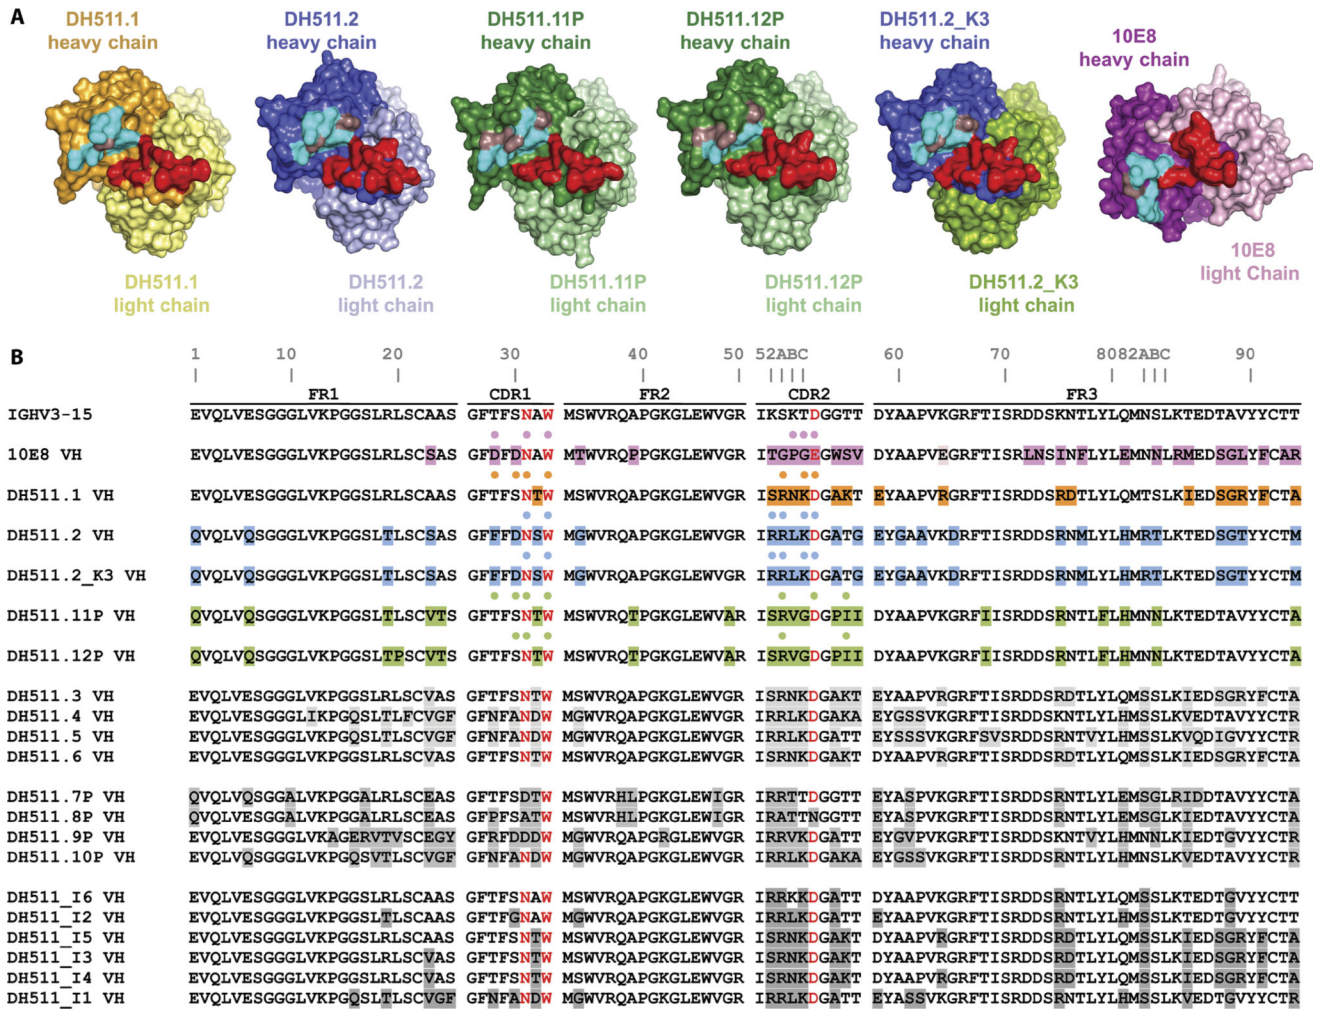 A
DH511.1 heavy chain
DH511.2 heavy chain
DH511.11P heavy chain
DH511.12P heavy chain
DH511.2_K3 heavy chain
10E8 heavy chain
DH511.1 light chain
DH511.2 light chain
DH511.11P light chain
DH511.12P light chain
DH511.2_K3 light chain
10E8 light Chain
B
1 10 20 30 40 50 52ABC 60 70 80 82ABC 90
FR1 CDR1 FR2 CDR2 FR3
IGHV3-15 EVQLVESGGGLVKPGGSLRLSCAAS GFTFSNAW MSWVRQAPGKGLEWVGR IKSKTDGGTT DYAAPVKGRFTISRDDSKNTLYLQMNSLKTEDTAVYYCTT
10E8 VH EVQLVESGGGLVKPGGSLRLSCSAS GFDFDNAW MTWVRQPPGKGLEWVGR ITGPGEGWSV DYAAPVEGRFTISRLNSINFLYLEMNNLRMEDSGLYFCAR
DH511.1 VH EVQLVESGGGLVKPGGSLRLSCAAS GFTFSNTW MSWVRQAPGKGLEWVGR ISRNKDGAKT EYAAPVRGRFTISRDDSRDTLYLQMTSLKIEDSGRYFCTA
DH511.2 VH QVQLVQSGGGLVKPGGSLTLSCSAS GFFFDNSW MGWVRQAPGKGLEWVGR IRRLKDGATG EYGAAVKDRFTISRDDSRNMLYLHMRTLKTEDSGTYYCTM
DH511.2_K3 VH QVQLVQSGGGLVKPGGSLTLSCSAS GFFFDNSW MGWVRQAPGKGLEWVGR IRRLKDGATG EYGAAVKDRFTISRDDSRNMLYLHMRTLKTEDSGTYYCTM
DH511.11P VH QVQLVQSGGGLVKPGGSLTLSCVTS GFTFSNTW MSWVRQTPGKGLEWVAR ISRVGDGPII DYAAPVKGRFIISRDDSRNTLFLHMNNLKTEDTAVYYCTA
DH511.12P VH QVQLVQSGGGLVKPGGSLTPSCVTS GFTFSNTW MSWVRQTPGKGLEWVAR ISRVGDGPII DYAAPVKGRFIISRDDSRNTLFLHMNNLKTEDTAVYYCTA
DH511.3 VH EVQLVESGGGLVKPGGSLRLSCVAS GFTFSNTW MSWVRQAPGKGLEWVGR ISRNKDGAKT EYAAPVRGRFTISRDDSRDTLYLQMSSLKIEDSGRYFCTA
DH511.4 VH EVQLVESGGGLIKPGQSLTLFCVGF GFNFANDW MGWVRQAPGKGLEWVGR IRRLKDGAKA EYGSSVKGRFTISRDDSKNTLYLHMSSLKVEDTAVYYCTR
DH511.5 VH EVQLVESGGGLVKPGQSLTLSCVGF GFNFANDW MGWVRQAPGKGLEWVGR IRRLKDGATT EYSSSVKGRFSVSRDDSRNTVYLHMSSLKVQDIGVYYCTR
DH511.6 VH EVQLVESGGGLVKPGGSLRLSCVAS GFTFSNTW MSWVRQAPGKGLEWVGR ISRNKDGAKT DYAAPVRGRFTISRDDSRDTLYLQMSSLKIEDSGRYFCTA
DH511.7P VH QVQLVQSGGALVKPGGALRLSCEAS GFTFSDTW MSWVRHLPGKGLEWIGR IRRTTDGGTT EYASPVKGRFTISRDDSRNTLYLEMSGLRIDDTAVYYCTA
DH511.8P VH QVQLVESGGALVKPGGALRLSCEAS GFPFSATW MSWVRHLPGKGLEWIGR IRATTNGGTT EYASPVKGRFTISRDDSRNTLYLEMSGLKIEDTAVYYCTA
DH511.9P VH EVQLVESGGGLVKAGERVTVSCEGY GFRFDDDW MGWVRQAPGRGLEWVGR IRRVKDGATT EYGVPVKGRFTISRDDSKNTVYLHMNNLKTEDTGVYYCTR
DH511.10P VH EVQLVQSGGGLVKPGQSVTLSCVGF GFNFANDW MGWVRQAPGKGLEWVGR IRRLKDGAKA EYGSSVKGRFTISRDDSRNTLYLHMNSLKVEDTAVYYCTR
DH511_I6 VH EVQLVESGGGLVKPGGSLRLSCAAS GFTFSNAW MSWVRQAPGKGLEWVGR IRRKKDGATT DYAAPVKGRFTISRDDSRNTLYLQMSSLKTEDTGVYYCTT
DH511_I2 VH EVQLVESGGGLVKPGGSLTLSCAAS GFTFGNAW MGWVRQAPGKGLEWVGR IRRLKDGATT EYAAPVKGRFTISRDDSRNTLYLHMSSLKTEDTGVYYCTT
DH511_I5 VH EVQLVESGGGLVKPGGSLRLSCAAS GFTFSNTW MSWVRQAPGKGLEWVGR ISRNKDGAKT DYAAPVRGRFTISRDDSRDTLYLQMSSLKIEDSGRYFCTA
DH511_I3 VH EVQLVESGGGLVKPGGSLRLSCVAS GFTFSNTW MSWVRQAPGKGLEWVGR ISRNKDGAKT DYAAPVKGRFTISRDDSRDTLYLQMSSLKIEDSGRYFCTA
DH511_I4 VH EVQLVESGGGLVKPGGSLRLSCVAS GFTFSNTW MSWVRQAPGKGLEWVGR ISRNKDGAKT DYAAPVRGRFTISRDDSRDTLYLQMSSLKIEDSGRYFCTA
DH511_I1 VH EVQLVESGGGLVKPGQSLTLSCVGF GFNFANDW MGWVRQAPGKGLEWVGR IRRLKDGATT EYASSVKGRFTISRDDSRNTLYLHMSSLKVEDTGVYYCTR